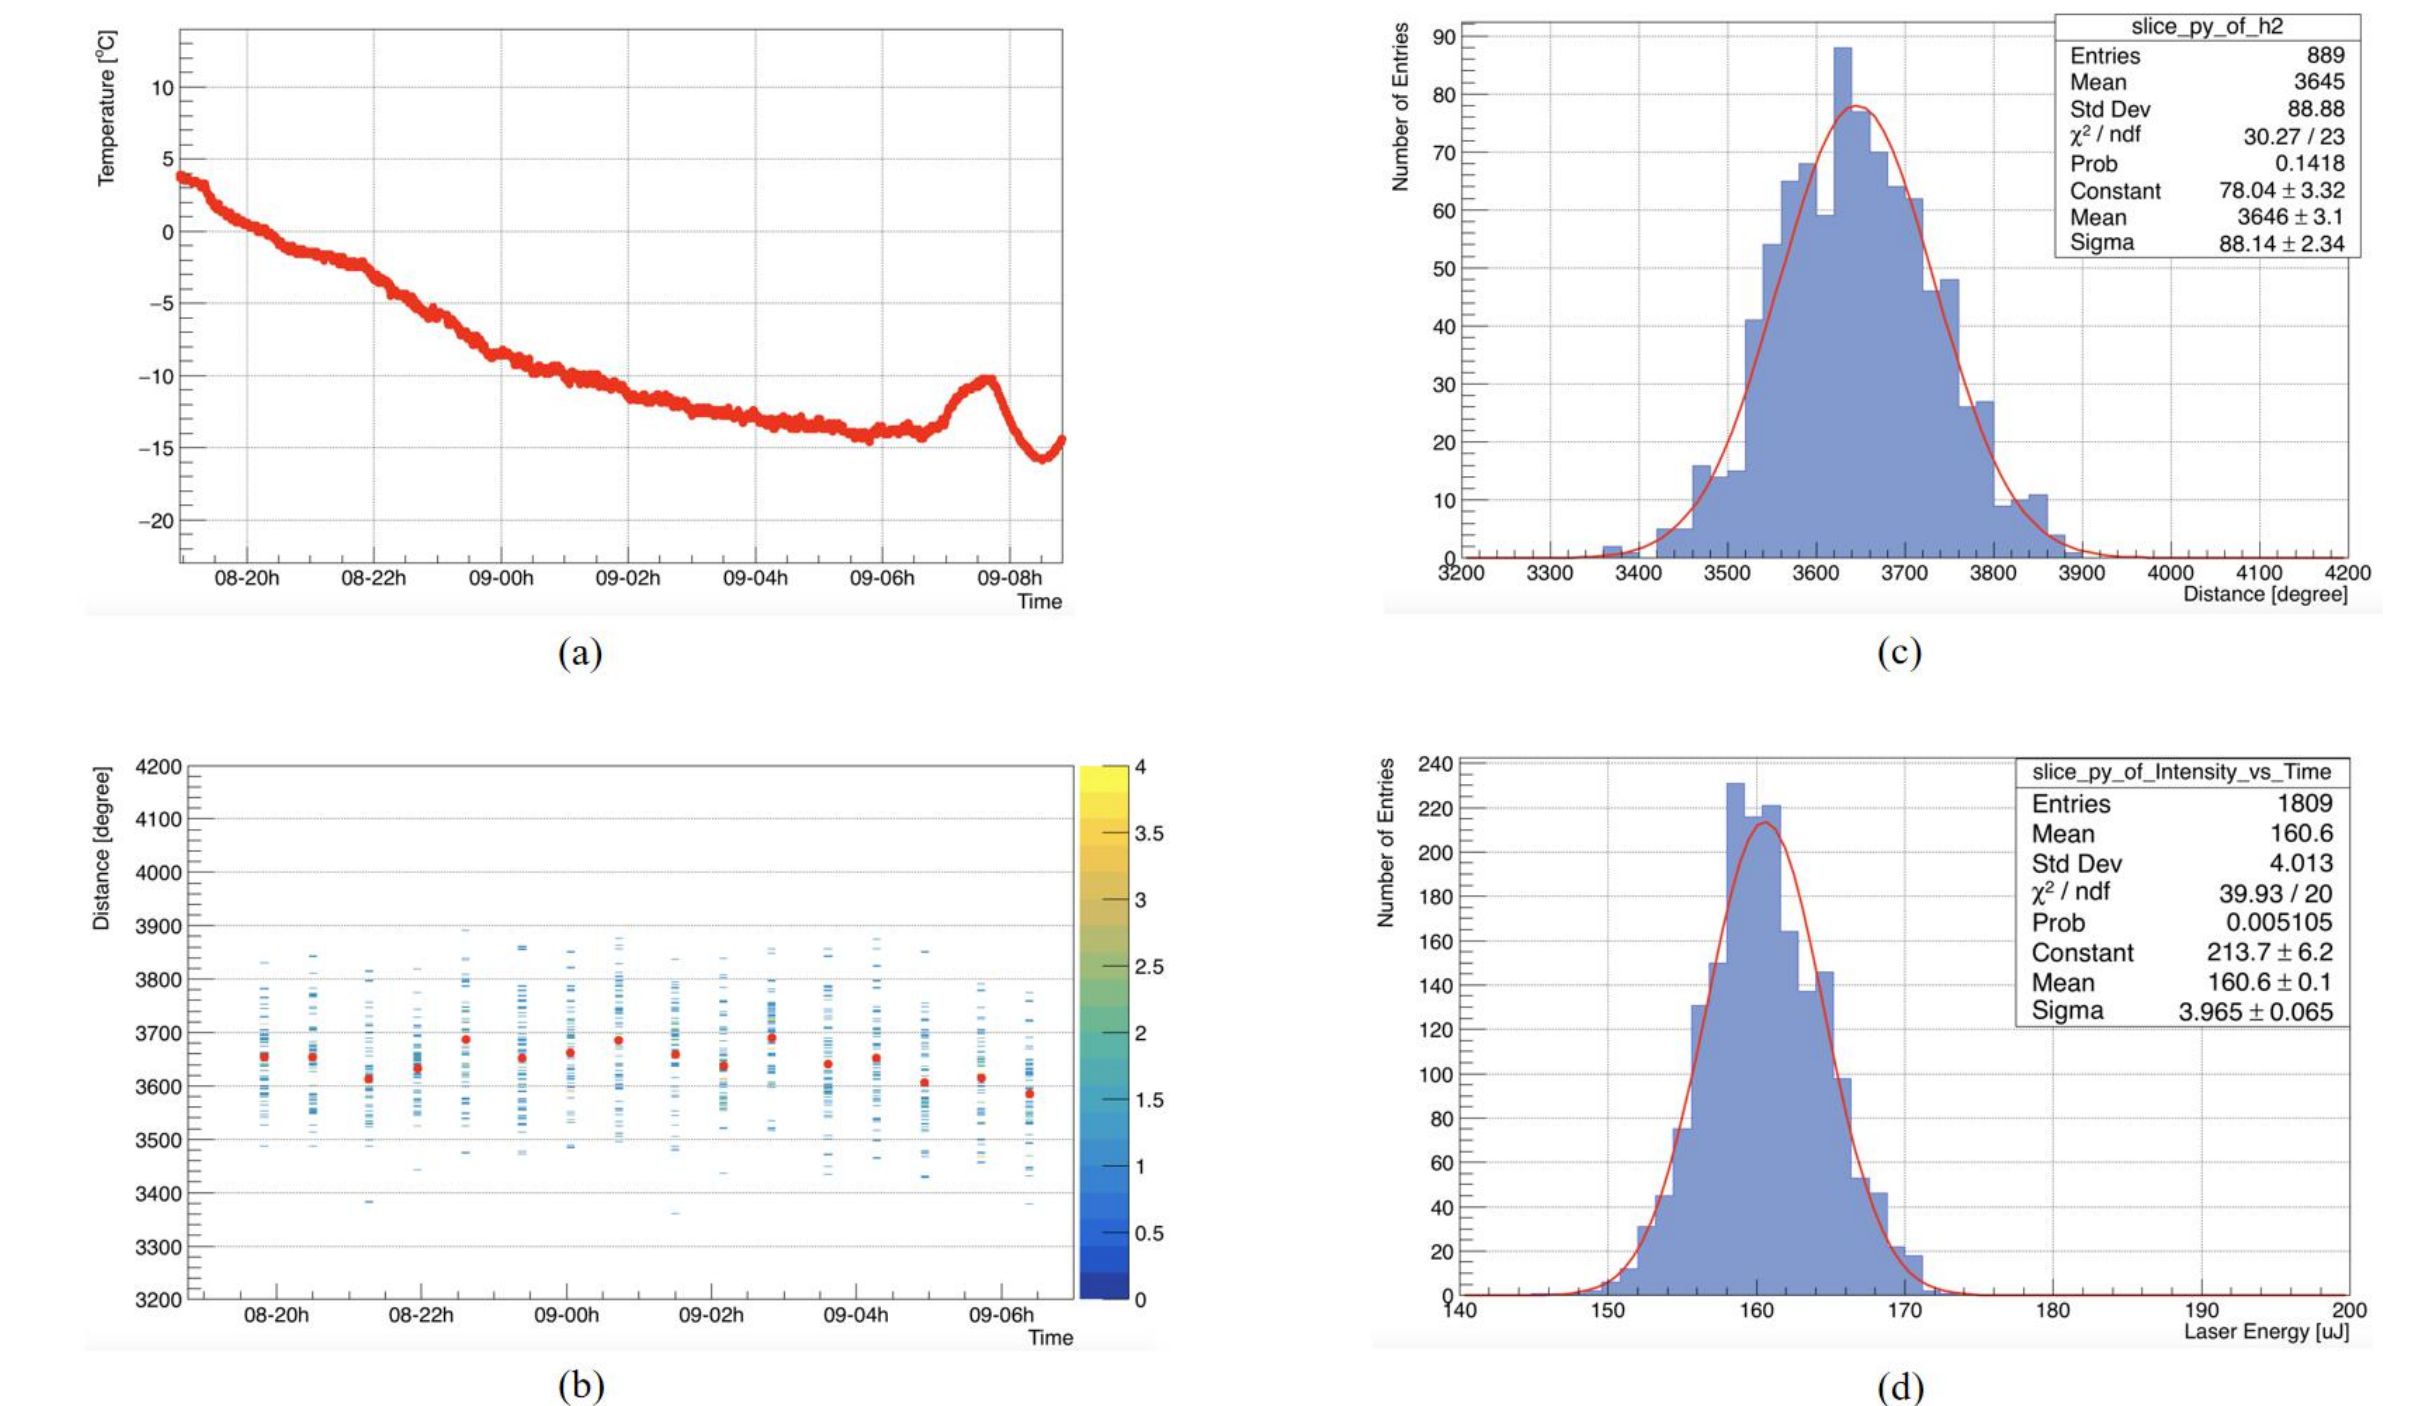 Temperature [°C]
10
5
0
−5
−10
−15
−20
08-20h 08-22h 09-00h 09-02h 09-04h 09-06h 09-08h
Time
(a)
Number of Entries
90
80
70
60
50
40
30
20
10
0
3200 3300 3400 3500 3600 3700 3800 3900 4000 4100 4200
Distance [degree]
slice_py_of_h2
Entries 889
Mean 3645
Std Dev 88.88
χ² / ndf 30.27 / 23
Prob 0.1418
Constant 78.04 ± 3.32
Mean 3646 ± 3.1
Sigma 88.14 ± 2.34
(c)
Distance [degree]
4200
4100
4000
3900
3800
3700
3600
3500
3400
3300
3200
08-20h 08-22h 09-00h 09-02h 09-04h 09-06h
Time
4
3.5
3
2.5
2
1.5
1
0.5
0
(b)
Number of Entries
240
220
200
180
160
140
120
100
80
60
40
20
0
140 150 160 170 180 190 200
Laser Energy [uJ]
slice_py_of_Intensity_vs_Time
Entries 1809
Mean 160.6
Std Dev 4.013
χ² / ndf 39.93 / 20
Prob 0.005105
Constant 213.7 ± 6.2
Mean 160.6 ± 0.1
Sigma 3.965 ± 0.065
(d)